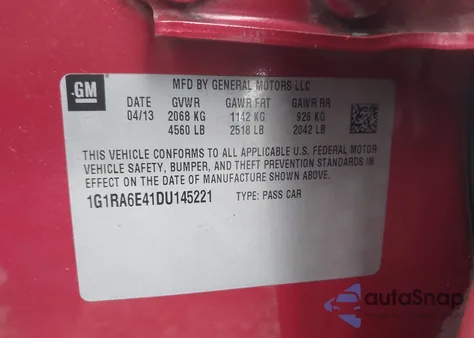 GM
MFD BY GENERAL MOTORS LLC
DATE GVWR GAWR FRT GAWR RR
04/13 2068 KG 1142 KG 926 KG
4560 LB 2518 LB 2042 LB
THIS VEHICLE CONFORMS TO ALL APPLICABLE U.S. FEDERAL MOTOR
VEHICLE SAFETY, BUMPER, AND THEFT PREVENTION STANDARDS
IN EFFECT ON THE DATE OF MANUFACTURE SHOWN ABOVE.
1G1RA6E41DU145221 TYPE: PASS CAR
autoSnap